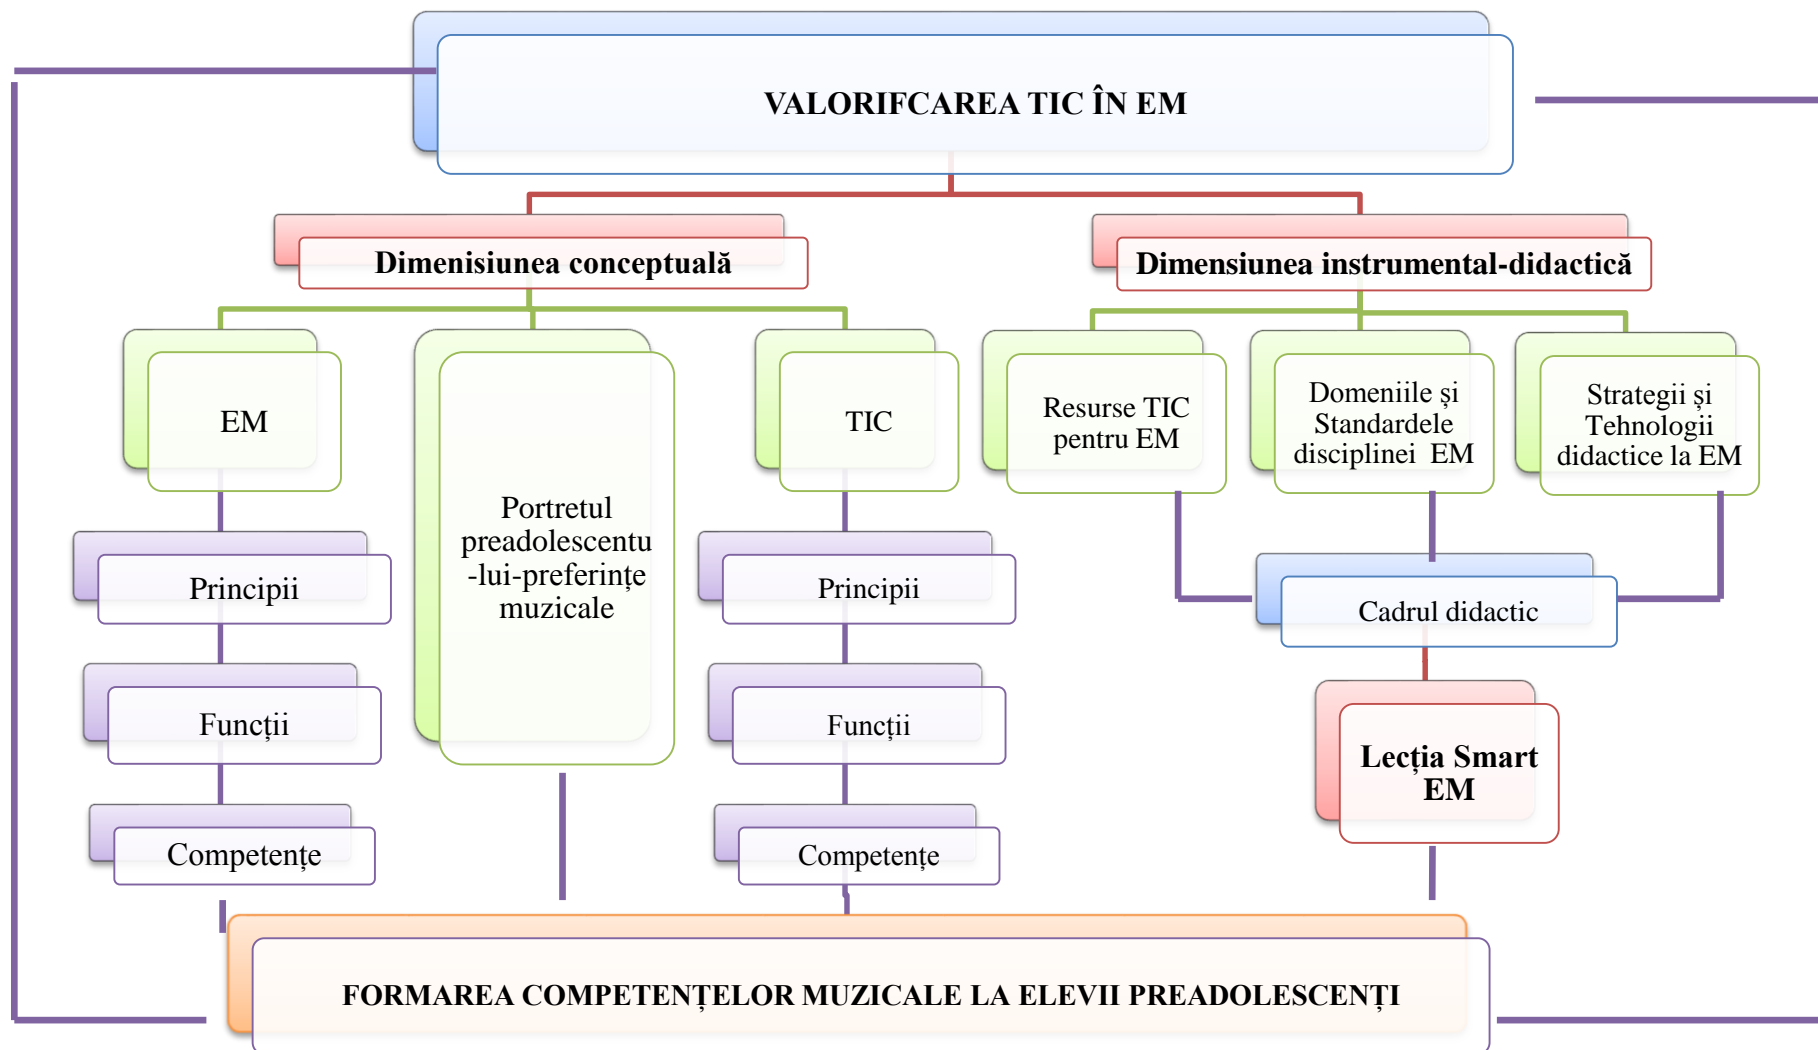 VALORIFCAREA TIC ÎN EM
Dimenisiunea conceptuală
Dimensiunea instrumental-didactică
EM
Portretul
preadolescentu
-lui-preferințe
muzicale
TIC
Resurse TIC
pentru EM
Domeniile și
Standardele
disciplinei EM
Strategii și
Tehnologii
didactice la EM
Principii
Principii
Cadrul didactic
Funcții
Funcții
Lecția Smart
EM
Competențe
Competențe
FORMAREA COMPETENȚELOR MUZICALE LA ELEVII PREADOLESCENȚI